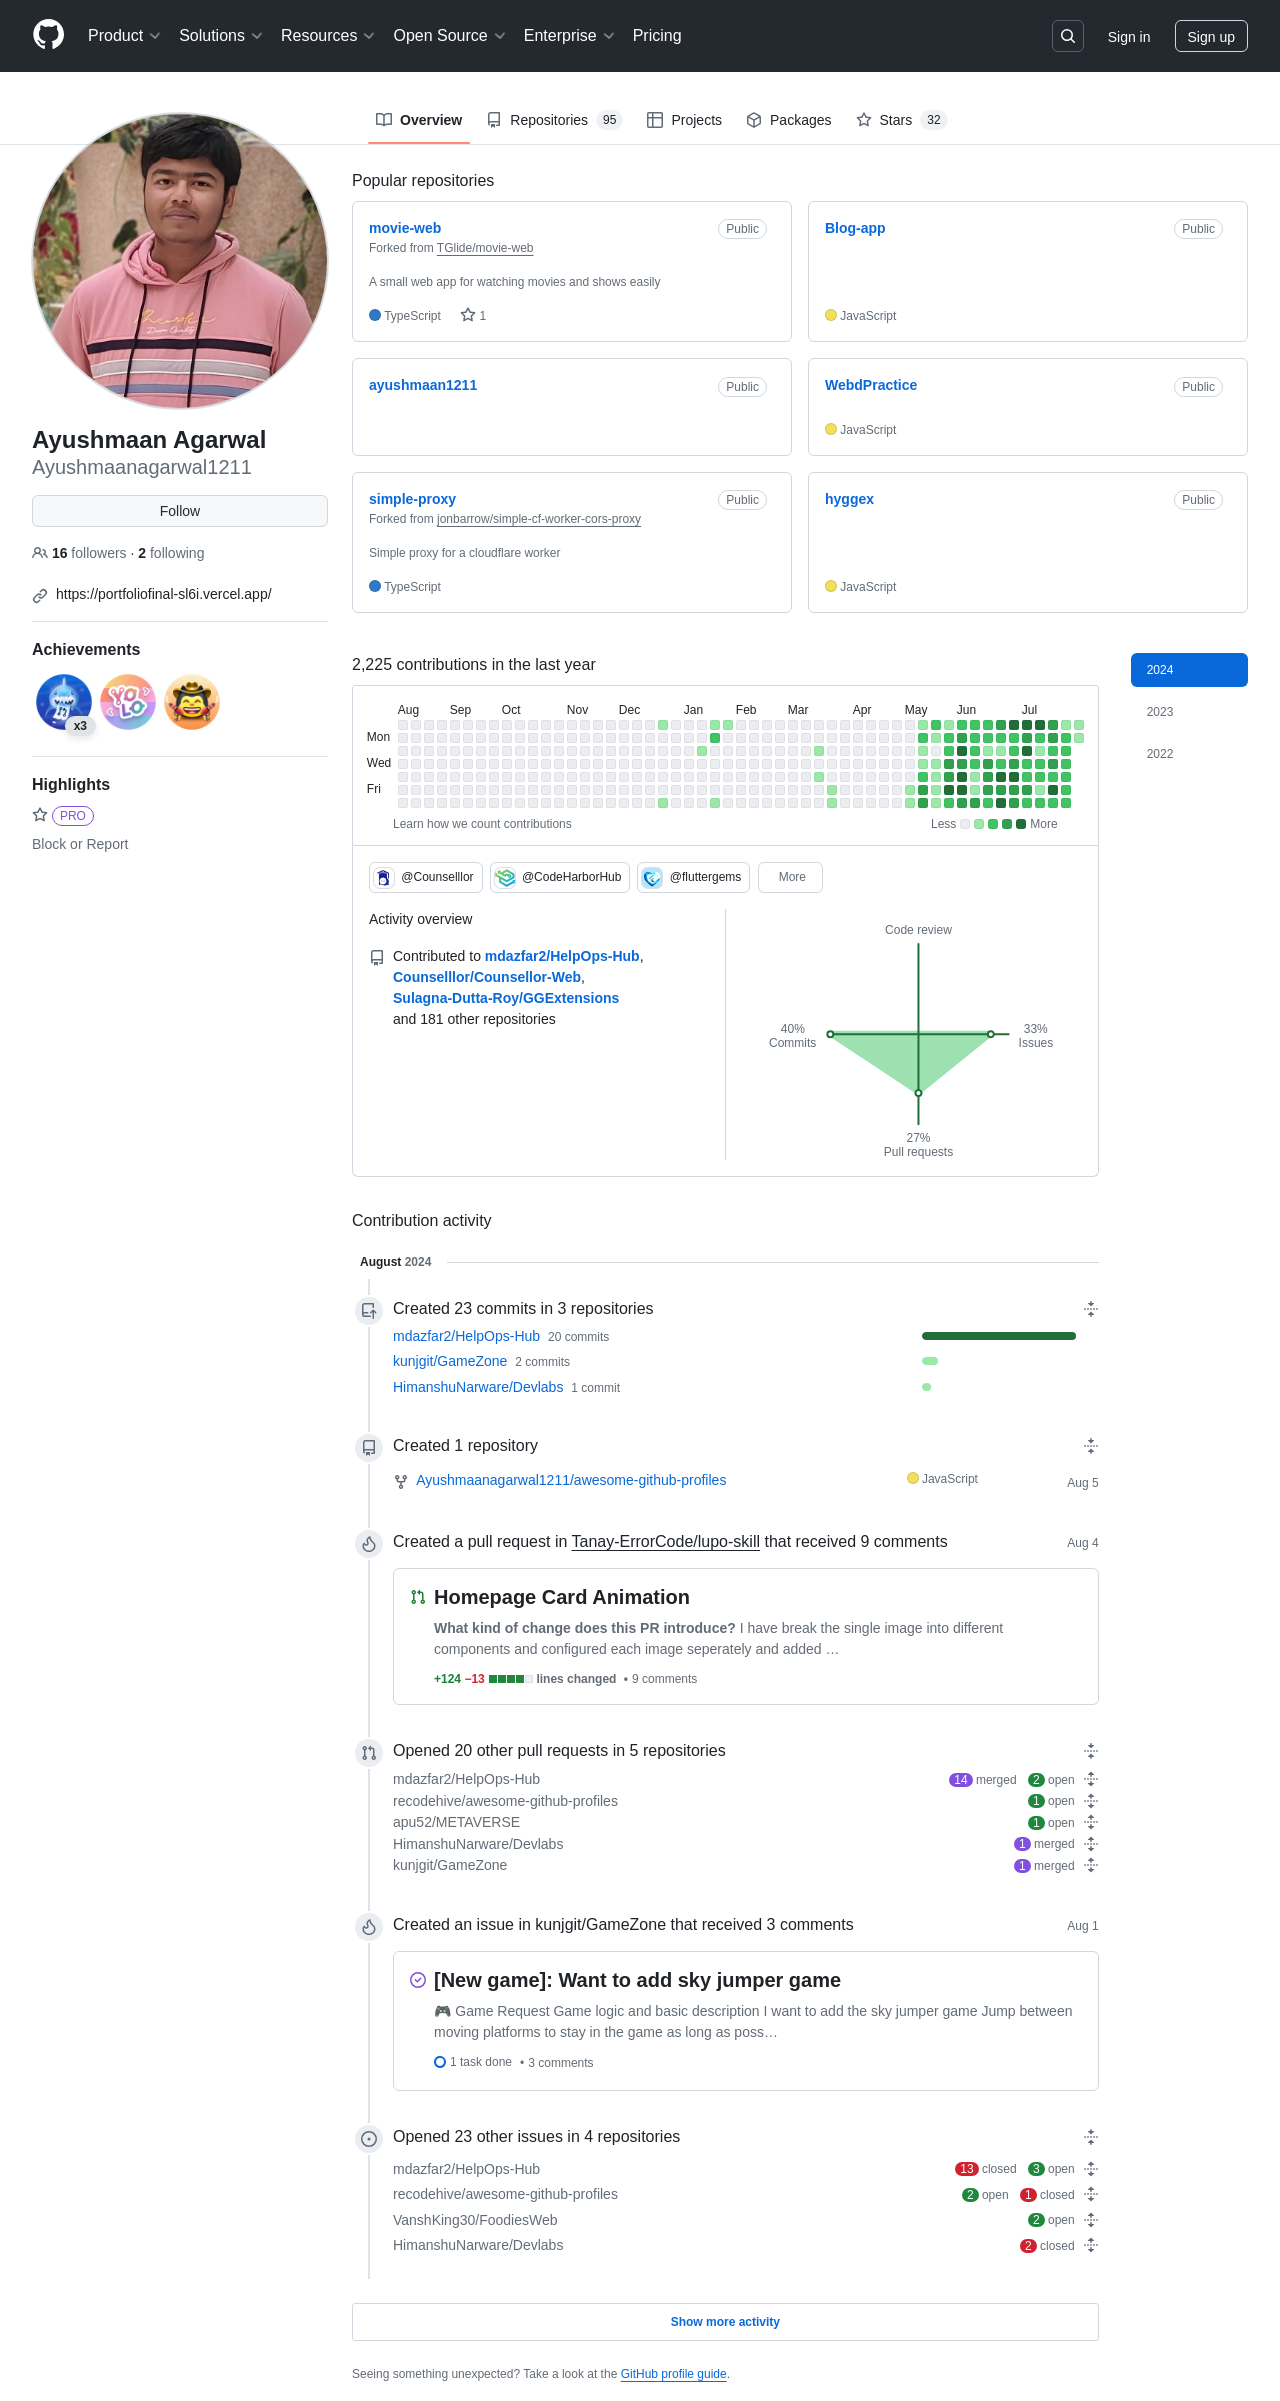 Product Solutions Resources Open Source Enterprise Pricing Sign in Sign up
Overview Repositories 95 Projects Packages Stars 32
Ayushmaan Agarwal
Ayushmaanagarwal1211
Follow
16 followers · 2 following
https://portfoliofinal-sl6i.vercel.app/
Achievements
x3
YOLO
Highlights
PRO
Block or Report
Popular repositories
movie-web Public
Forked from TGlide/movie-web
A small web app for watching movies and shows easily
TypeScript 1
Blog-app Public
JavaScript
ayushmaan1211 Public
WebdPractice Public
JavaScript
simple-proxy Public
Forked from jonbarrow/simple-cf-worker-cors-proxy
Simple proxy for a cloudflare worker
TypeScript
hyggex Public
JavaScript
2,225 contributions in the last year
2024
2023
2022
Aug Sep Oct Nov Dec Jan Feb Mar Apr May Jun Jul
Mon
Wed
Fri
Learn how we count contributions Less More
@Counselllor @CodeHarborHub @fluttergems More
Activity overview
Contributed to mdazfar2/HelpOps-Hub,
Counselllor/Counsellor-Web,
Sulagna-Dutta-Roy/GGExtensions
and 181 other repositories
Code review
40%
Commits
33%
Issues
27%
Pull requests
Contribution activity
August 2024
Created 23 commits in 3 repositories
mdazfar2/HelpOps-Hub 20 commits
kunjgit/GameZone 2 commits
HimanshuNarware/Devlabs 1 commit
Created 1 repository
Ayushmaanagarwal1211/awesome-github-profiles JavaScript Aug 5
Created a pull request in Tanay-ErrorCode/lupo-skill that received 9 comments Aug 4
Homepage Card Animation
What kind of change does this PR introduce? I have break the single image into different
components and configured each image seperately and added …
+124 −13 lines changed • 9 comments
Opened 20 other pull requests in 5 repositories
mdazfar2/HelpOps-Hub 14 merged 2 open
recodehive/awesome-github-profiles 1 open
apu52/METAVERSE 1 open
HimanshuNarware/Devlabs 1 merged
kunjgit/GameZone 1 merged
Created an issue in kunjgit/GameZone that received 3 comments Aug 1
[New game]: Want to add sky jumper game
🎮 Game Request Game logic and basic description I want to add the sky jumper game Jump between
moving platforms to stay in the game as long as poss…
1 task done • 3 comments
Opened 23 other issues in 4 repositories
mdazfar2/HelpOps-Hub 13 closed 3 open
recodehive/awesome-github-profiles 2 open 1 closed
VanshKing30/FoodiesWeb 2 open
HimanshuNarware/Devlabs 2 closed
Show more activity
Seeing something unexpected? Take a look at the GitHub profile guide.